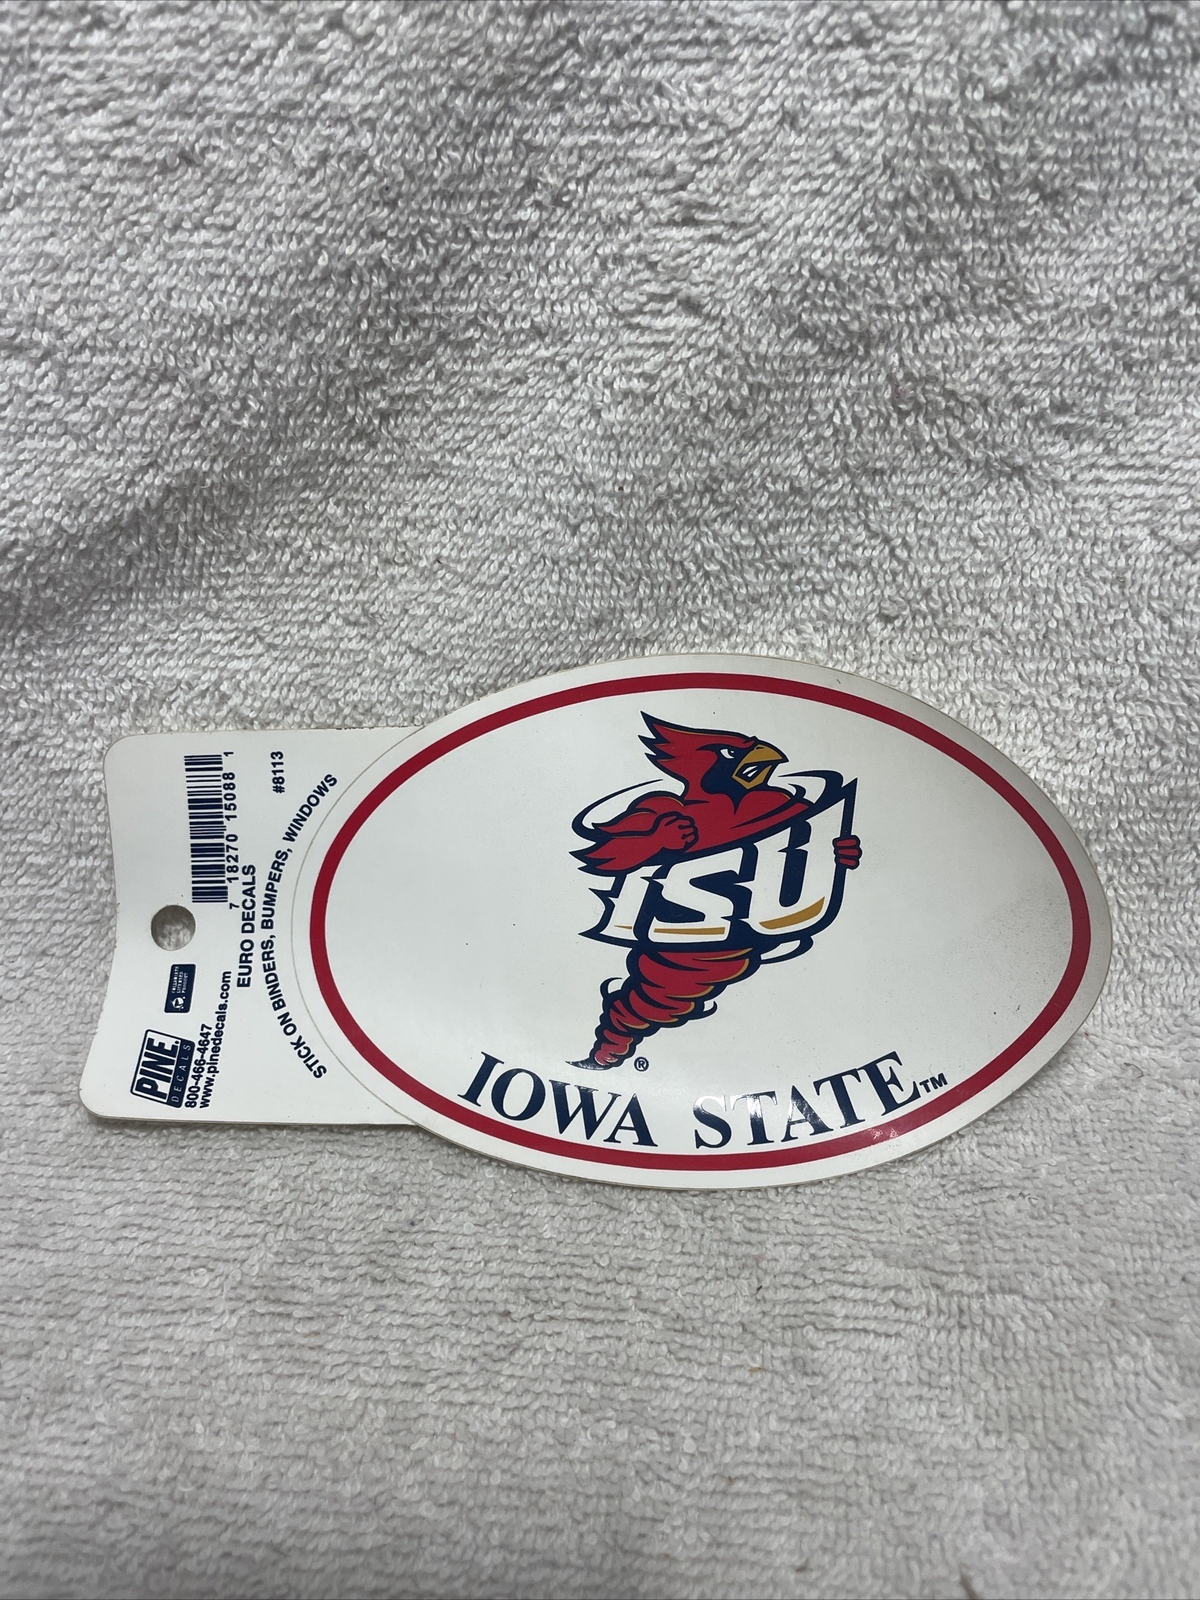 ISU
®
IOWA STATE™
7 18270 15088 1
#8113
EURO DECALS
STICK ON BINDERS, BUMPERS, WINDOWS
PINE
DECALS
800-466-4647
www.pinedecals.com